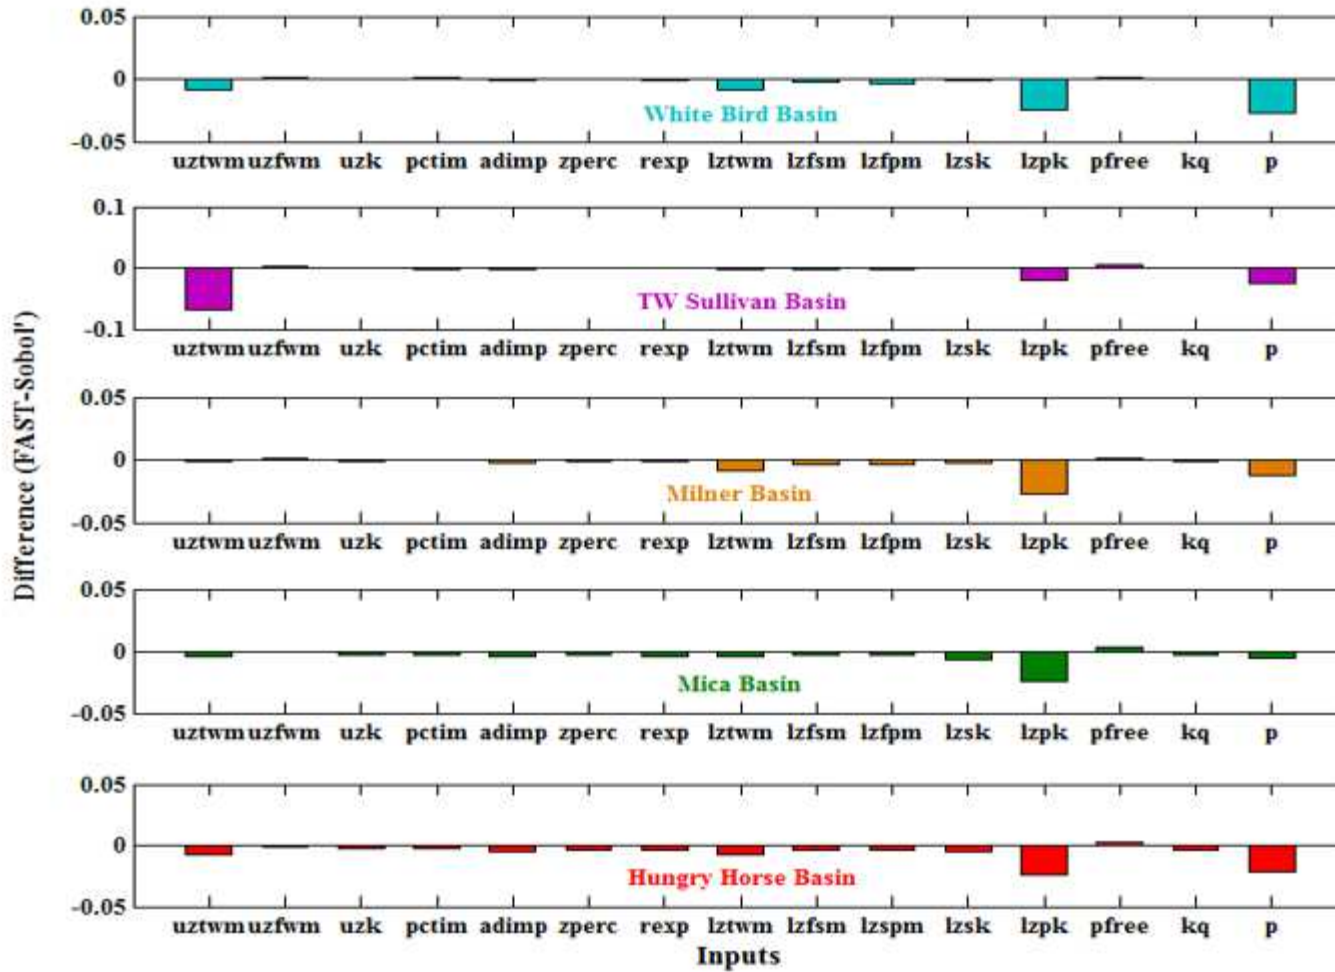 0.05
0
-0.05
White Bird Basin
uztwm uzfwm uzk pctim adimp zperc rexp lztwm lzfsm lzfpm lzsk lzpk pfree kq p
0.1
0
-0.1
TW Sullivan Basin
uztwm uzfwm uzk pctim adimp zperc rexp lztwm lzfsm lzfpm lzsk lzpk pfree kq p
Difference (FAST-Sobol')
0.05
0
-0.05
Milner Basin
uztwm uzfwm uzk pctim adimp zperc rexp lztwm lzfsm lzfpm lzsk lzpk pfree kq p
0.05
0
-0.05
Mica Basin
uztwm uzfwm uzk pctim adimp zperc rexp lztwm lzfsm lzfpm lzsk lzpk pfree kq p
0.05
0
-0.05
Hungry Horse Basin
uztwm uzfwm uzk pctim adimp zperc rexp lztwm lzfsm lzspm lzsk lzpk pfree kq p
Inputs